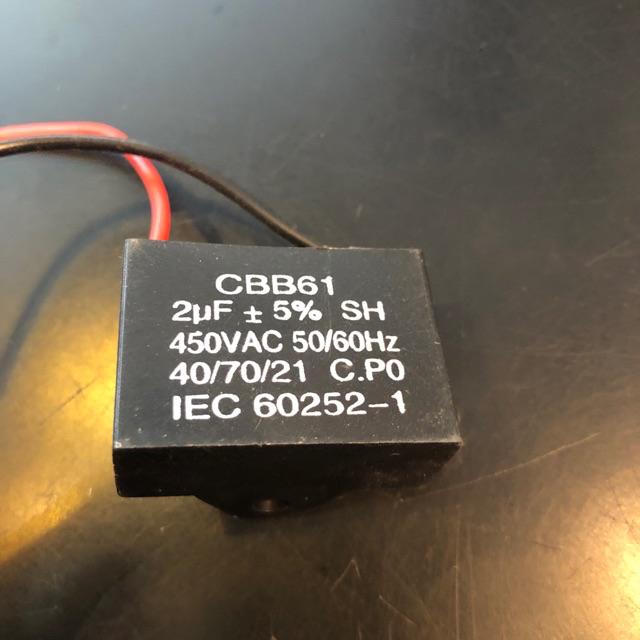 CBB61
2μF ± 5% SH
450VAC 50/60Hz
40/70/21 C.P0
IEC 60252-1